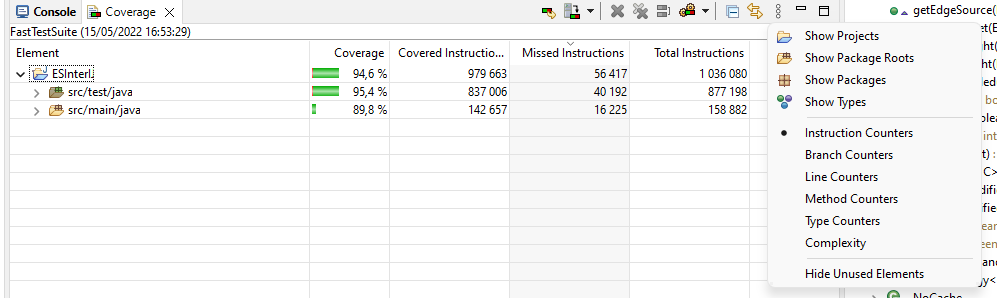 Console Coverage
FastTestSuite (15/05/2022 16:53:29)
Element Coverage Covered Instructio... Missed Instructions Total Instructions
ESInterl. 94,6 % 979 663 56 417 1 036 080
src/test/java 95,4 % 837 006 40 192 877 198
src/main/java 89,8 % 142 657 16 225 158 882
Show Projects
Show Package Roots
Show Packages
Show Types
Instruction Counters
Branch Counters
Line Counters
Method Counters
Type Counters
Complexity
Hide Unused Elements
getEdgeSource(
NoCache